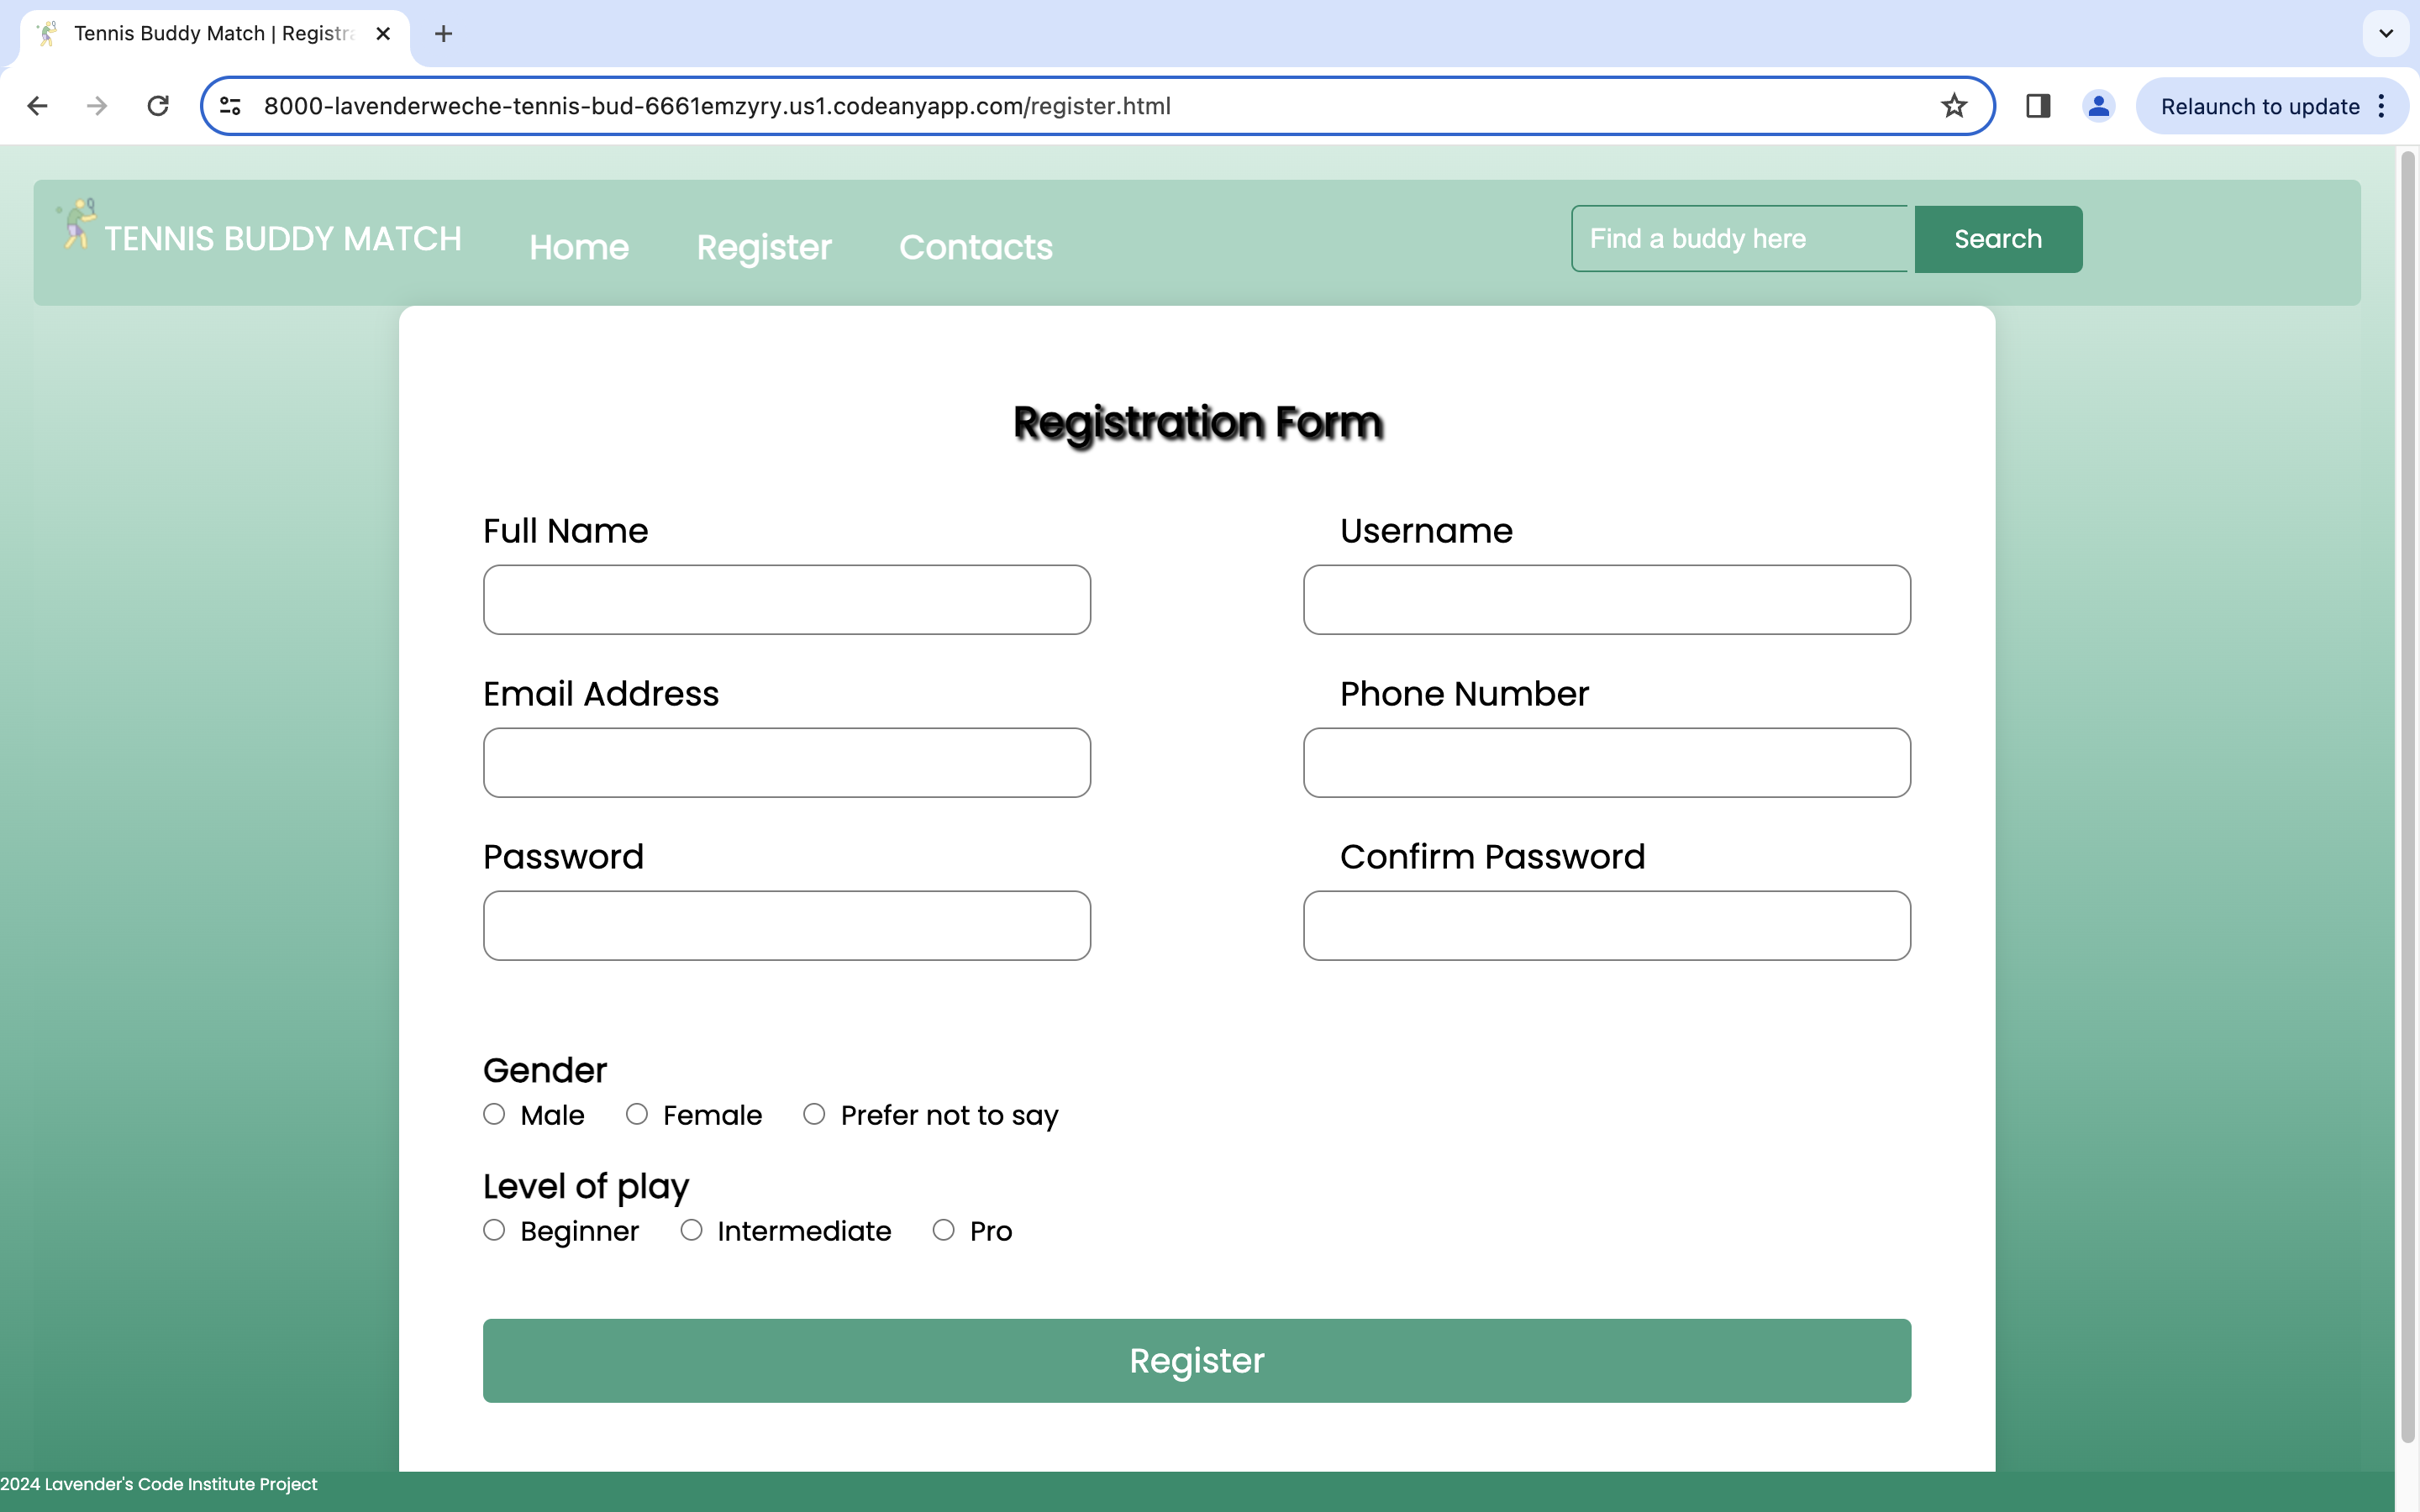 Tennis Buddy Match | Registra
8000-lavenderweche-tennis-bud-6661emzyry.us1.codeanyapp.com/register.html
Relaunch to update
TENNIS BUDDY MATCH
Home Register Contacts
Find a buddy here Search
Registration Form
Full Name Username
Email Address Phone Number
Password Confirm Password
Gender
Male Female Prefer not to say
Level of play
Beginner Intermediate Pro
Register
2024 Lavender's Code Institute Project